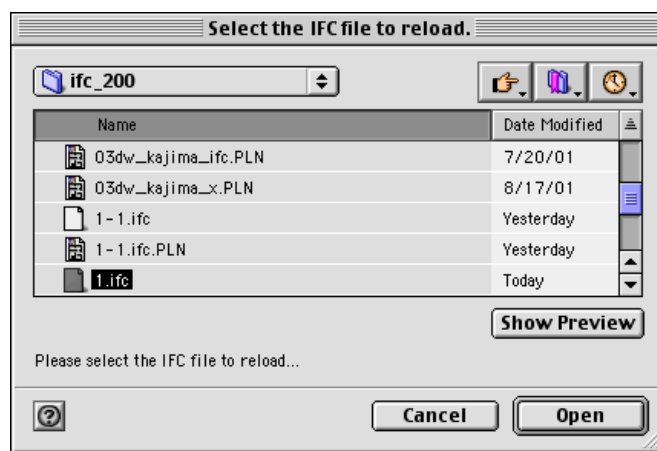 Select the IFC file to reload.
ifc_200
Name Date Modified
03dw_kajima_ifc.PLN 7/20/01
03dw_kajima_x.PLN 8/17/01
1-1.ifc Yesterday
1-1.ifc.PLN Yesterday
1.ifc Today
Show Preview
Please select the IFC file to reload...
? Cancel Open